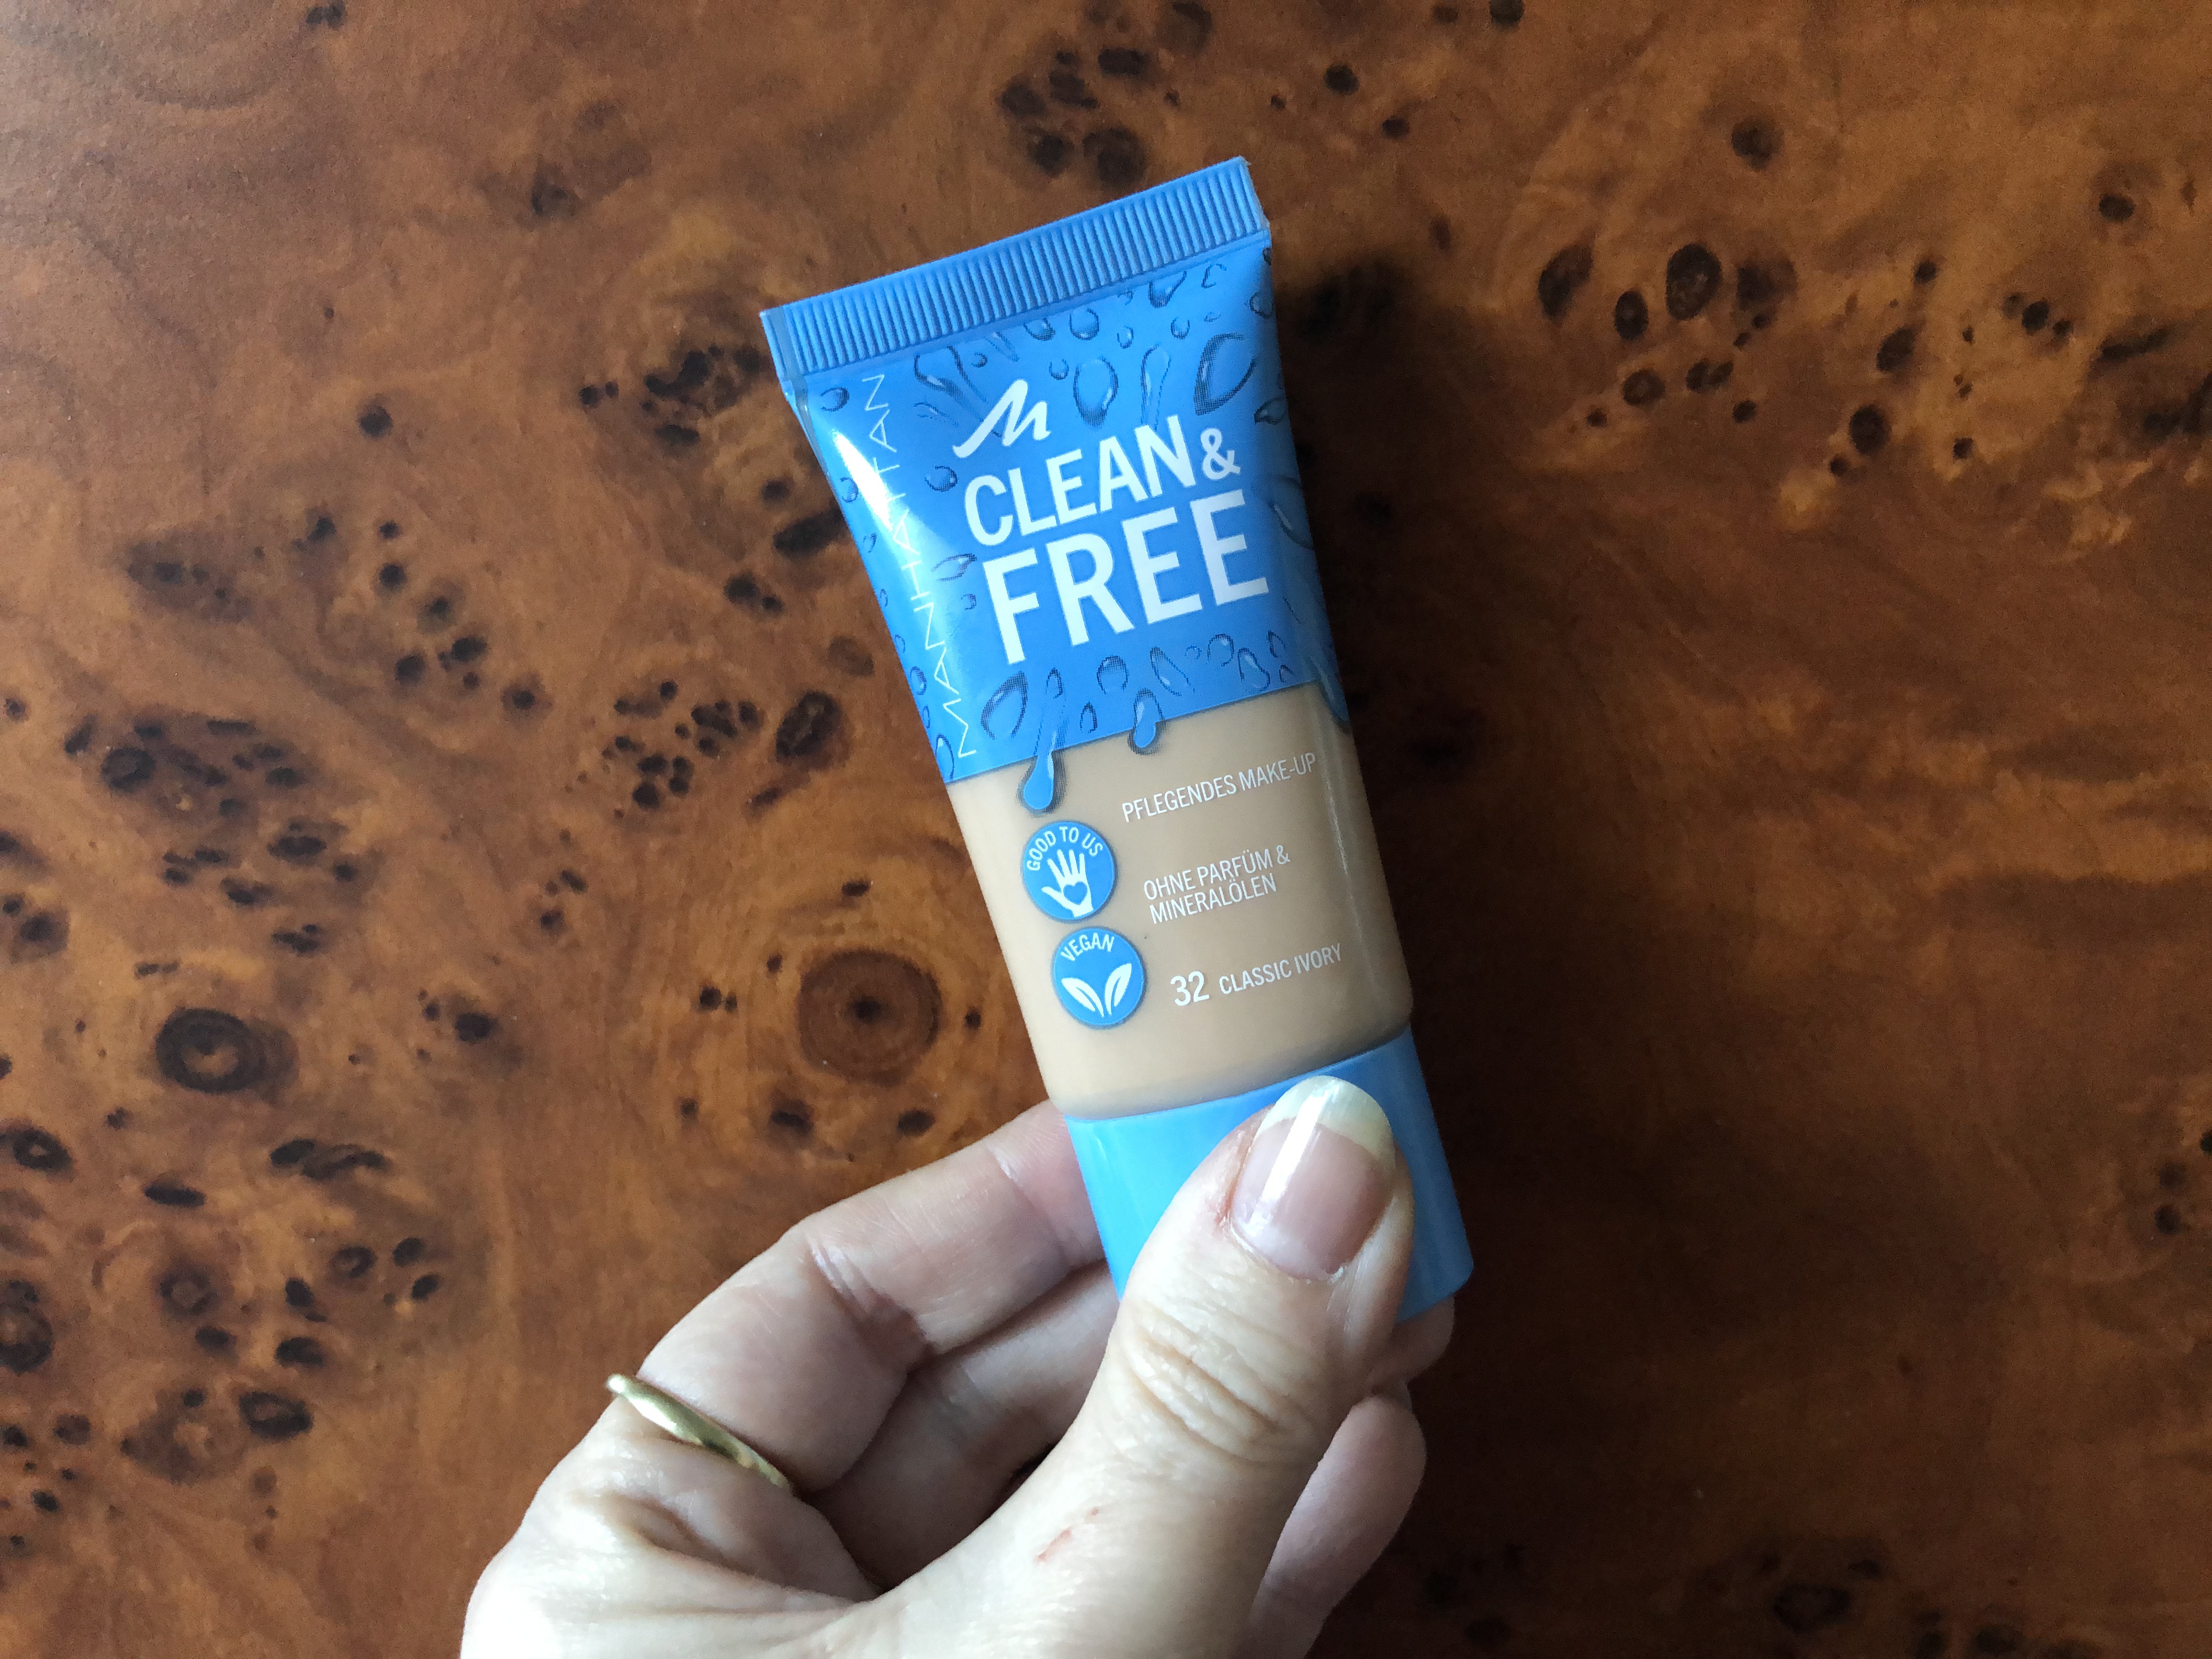 MANHATTAN
M
CLEAN &
FREE
PFLEGENDES MAKE-UP
GOOD TO US
OHNE PARFÜM &
MINERALÖLEN
VEGAN
32 CLASSIC IVORY